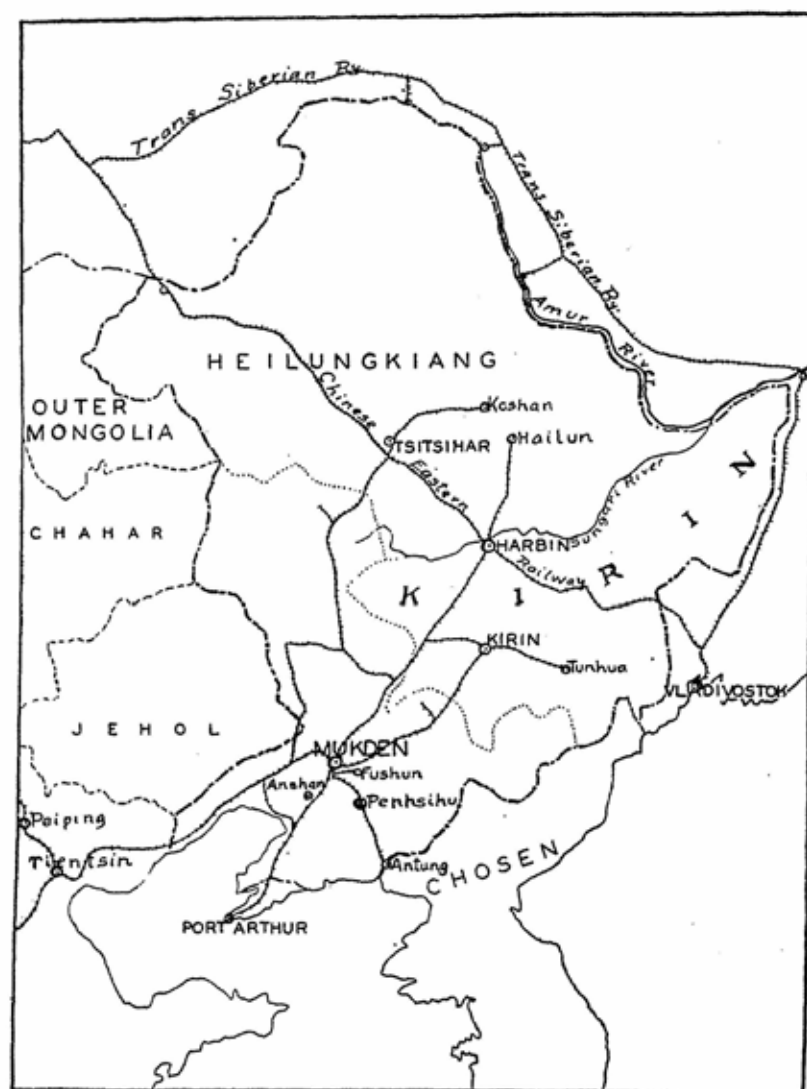 Trans Siberian Ry.
Trans Siberian Ry.
Amur River
HEILUNGKIANG
Chinese Eastern Railway
Koshan
OUTER
MONGOLIA
TSITSIHAR
Hailun
CHAHAR
Sungari River
HARBIN
KIRIN
KIRIN
Tunhua
VLADIVOSTOK
JEHOL
MUKDEN
Fushun
Anshan
Penhsihu
Peiping
Tientsin
Antung
CHOSEN
PORT ARTHUR